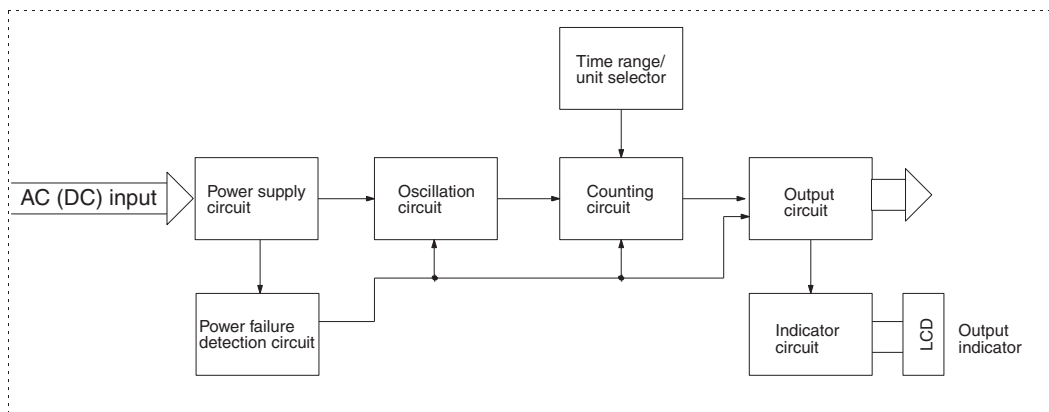 Time range/
unit selector
AC (DC) input
Power supply
circuit
Oscillation
circuit
Counting
circuit
Output
circuit
Power failure
detection circuit
Indicator
circuit
LCD
Output
indicator